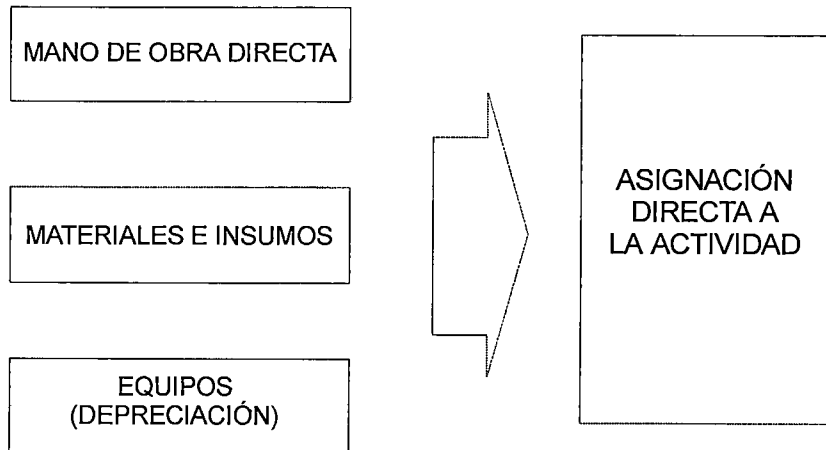 MANO DE OBRA DIRECTA
MATERIALES E INSUMOS
EQUIPOS
(DEPRECIACIÓN)
ASIGNACIÓN
DIRECTA A
LA ACTIVIDAD